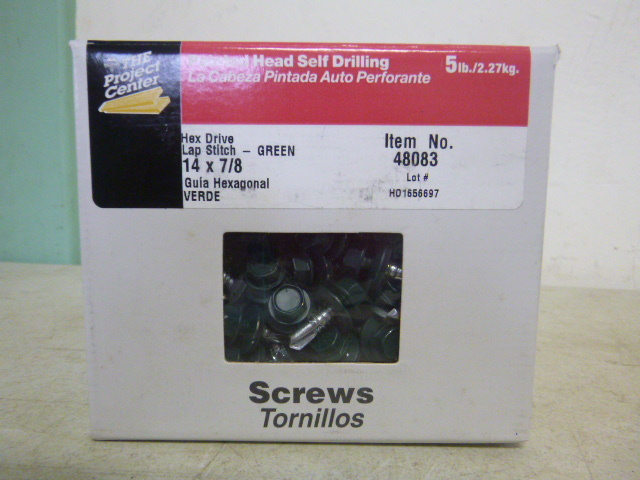 THE
Project
Center
Head Self Drilling
La Cabeza Pintada Auto Perforante
5lb./2.27kg.
Hex Drive
Lap Stitch – GREEN
14 x 7/8
Guia Hexagonal
VERDE
Item No.
48083
Lot #
HD1656697
Screws
Tornillos